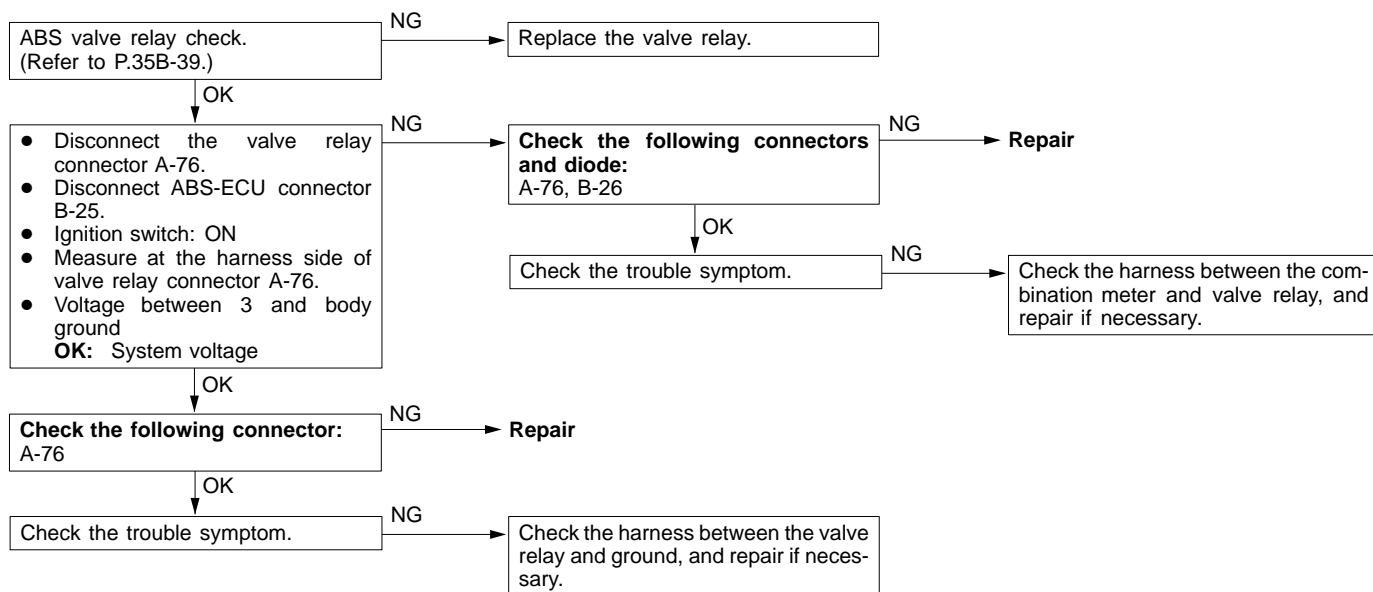 ABS valve relay check.
(Refer to P.35B-39.)
NG
Replace the valve relay.
OK
● Disconnect the valve relay
connector A-76.
● Disconnect ABS-ECU connector
B-25.
● Ignition switch: ON
● Measure at the harness side of
valve relay connector A-76.
● Voltage between 3 and body
ground
OK: System voltage
NG
Check the following connectors
and diode:
A-76, B-26
NG
Repair
OK
Check the trouble symptom.
NG
Check the harness between the com-
bination meter and valve relay, and
repair if necessary.
OK
Check the following connector:
A-76
NG
Repair
OK
Check the trouble symptom.
NG
Check the harness between the valve
relay and ground, and repair if neces-
sary.